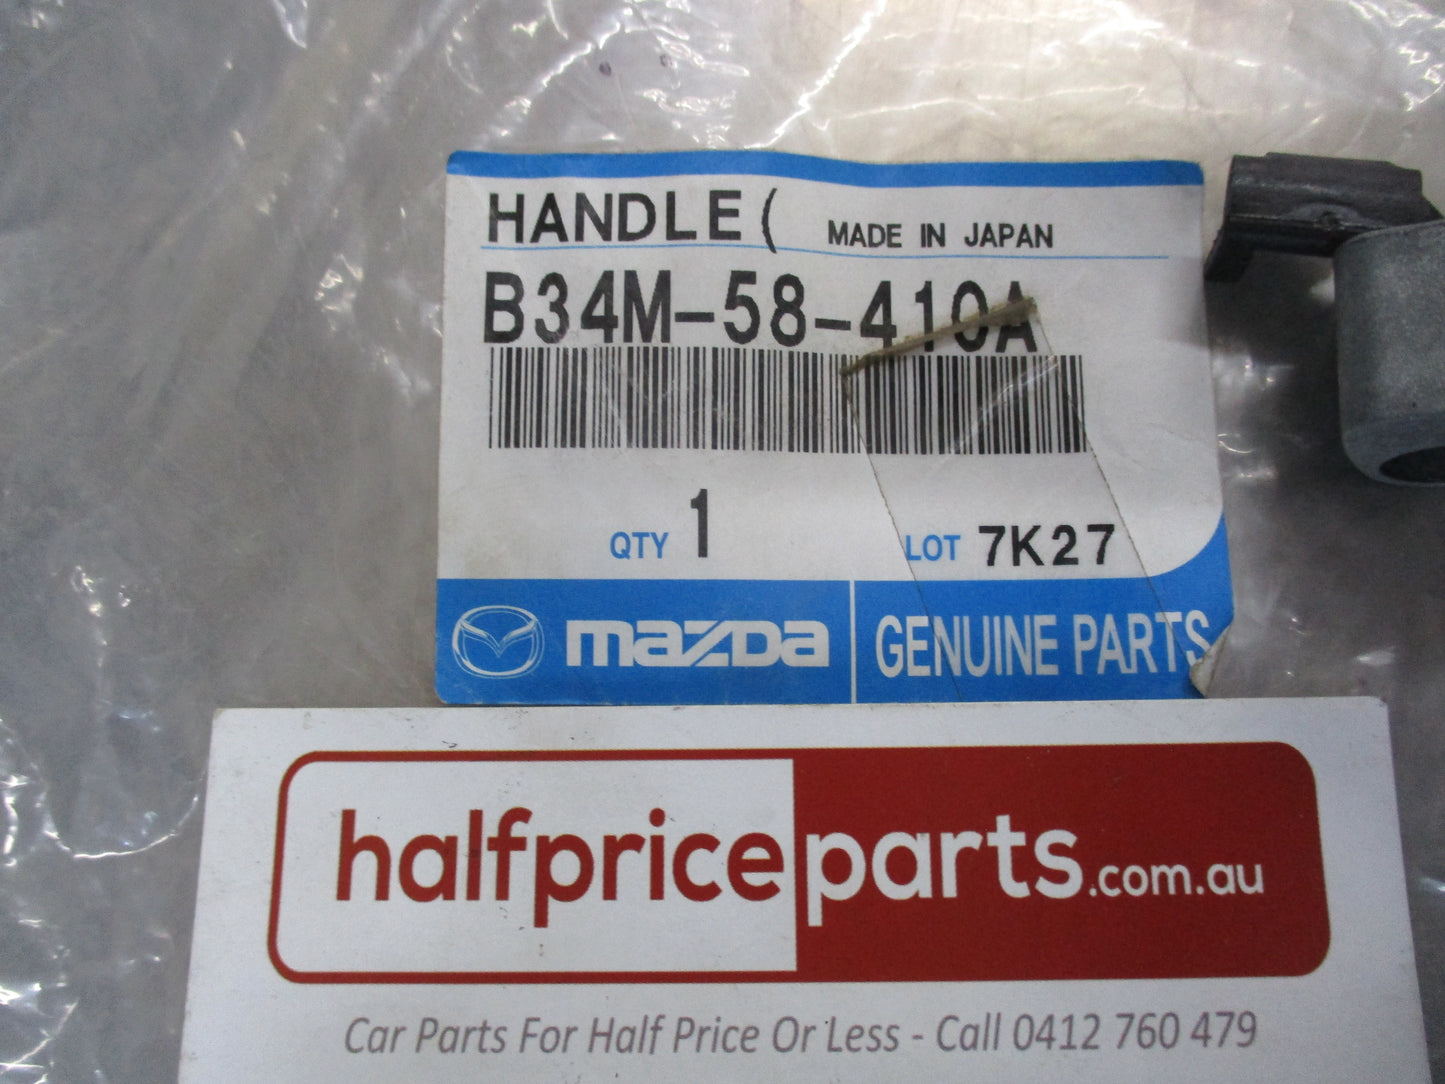 HANDLE( MADE IN JAPAN
B34M-58-410A
QTY 1 LOT 7K27
mazda GENUINE PARTS
halfpriceparts.com.au
Car Parts For Half Price Or Less - Call 0412 760 479